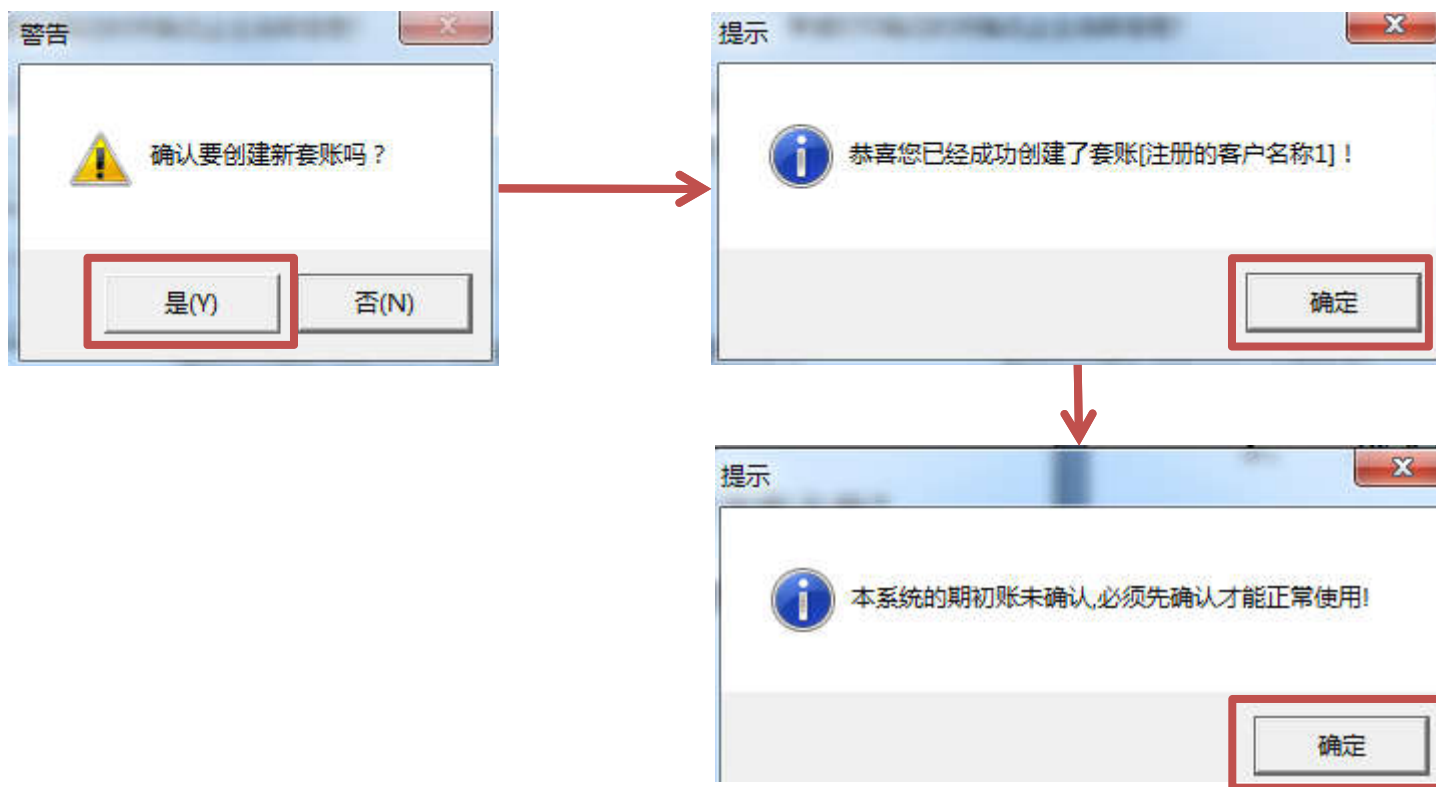 警告
确认要创建新套账吗？
是(Y)
否(N)
提示
恭喜您已经成功创建了套账[注册的客户名称1]！
确定
提示
本系统的期初账未确认,必须先确认才能正常使用!
确定